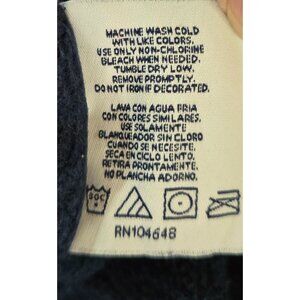 MACHINE WASH COLD
WITH LIKE COLORS.
USE ONLY NON-CHLORINE
BLEACH WHEN NEEDED.
TUMBLE DRY LOW.
REMOVE PROMPTLY.
DO NOT IRON IF DECORATED.
LAVA CON AGUA FRIA
CON COLORES SIMILARES.
USE SOLAMENTE
BLANQUEADOR SIN CLORO
CUANDO SE NECESITE.
SECA EN CICLO LENTO.
RETIRA PRONTAMENTE.
NO PLANCHA ADORNO.
30C
RN104648